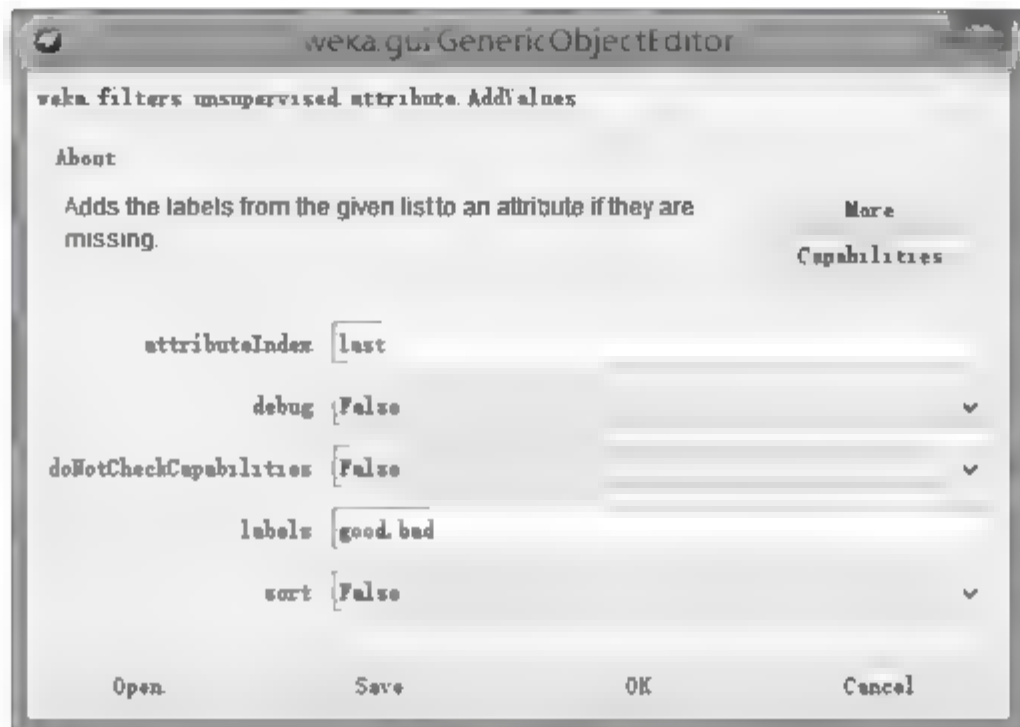 weka.gui.GenericObjectEditor
weka.filters.unsupervised.attribute.AddValues
About
Adds the labels from the given list to an attribute if they are
missing.
More
Capabilities
attributeIndex last
debug False
doNotCheckCapabilities False
labels good,bad
sort False
Open Save OK Cancel